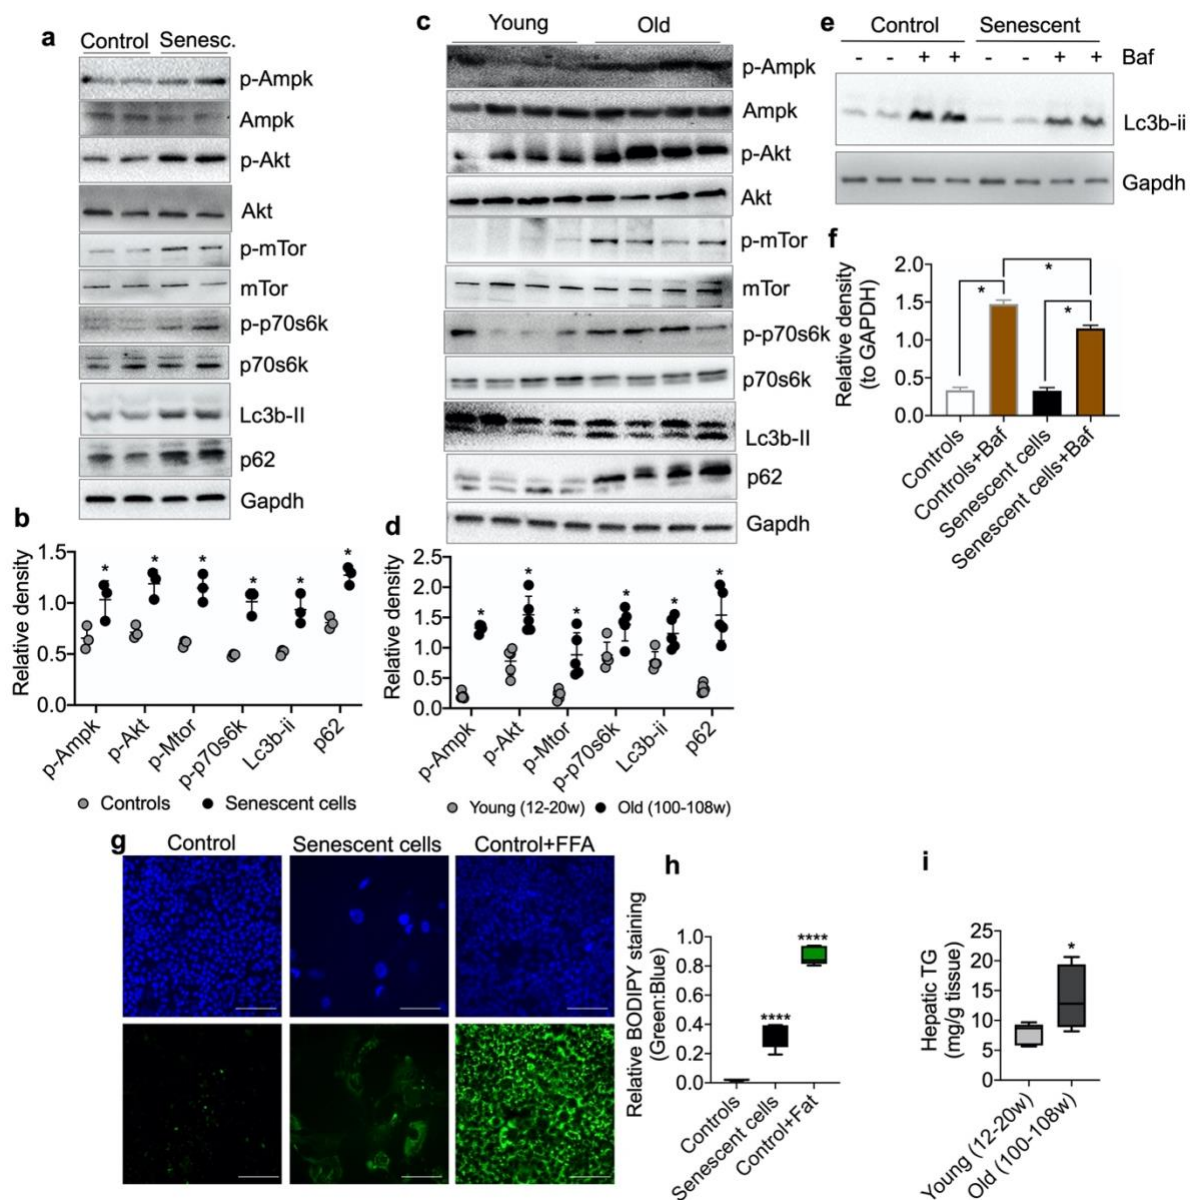 a
Control Senesc.
p-Ampk
Ampk
p-Akt
Akt
p-mTor
mTor
p-p70s6k
p70s6k
Lc3b-II
p62
Gapdh
b
Relative density
1.5
1.0
0.5
0.0
* * * * * *
p-Ampk p-Akt p-Mtor p-p70s6k Lc3b-ii p62
Controls Senescent cells
c
Young Old
p-Ampk
Ampk
p-Akt
Akt
p-mTor
mTor
p-p70s6k
p70s6k
Lc3b-II
p62
Gapdh
d
Relative density
2.5
2.0
1.5
1.0
0.5
0.0
* * * * * *
p-Ampk p-Akt p-Mtor p-p70s6k Lc3b-ii p62
Young (12-20w) Old (100-108w)
e
Control Senescent
- - + + - - + + Baf
Lc3b-ii
Gapdh
f
Relative density
(to GAPDH)
2.0
1.5
1.0
0.5
0.0
* * *
Controls
Controls+Baf
Senescent cells
Senescent cells+Baf
g
Control Senescent cells Control+FFA
h
Relative BODIPY staining
(Green:Blue)
1.0
0.8
0.6
0.4
0.2
0.0
**** ****
Controls
Senescent cells
Control+Fat
i
Hepatic TG
(mg/g tissue)
25
20
15
10
5
0
*
Young (12-20w)
Old (100-108w)